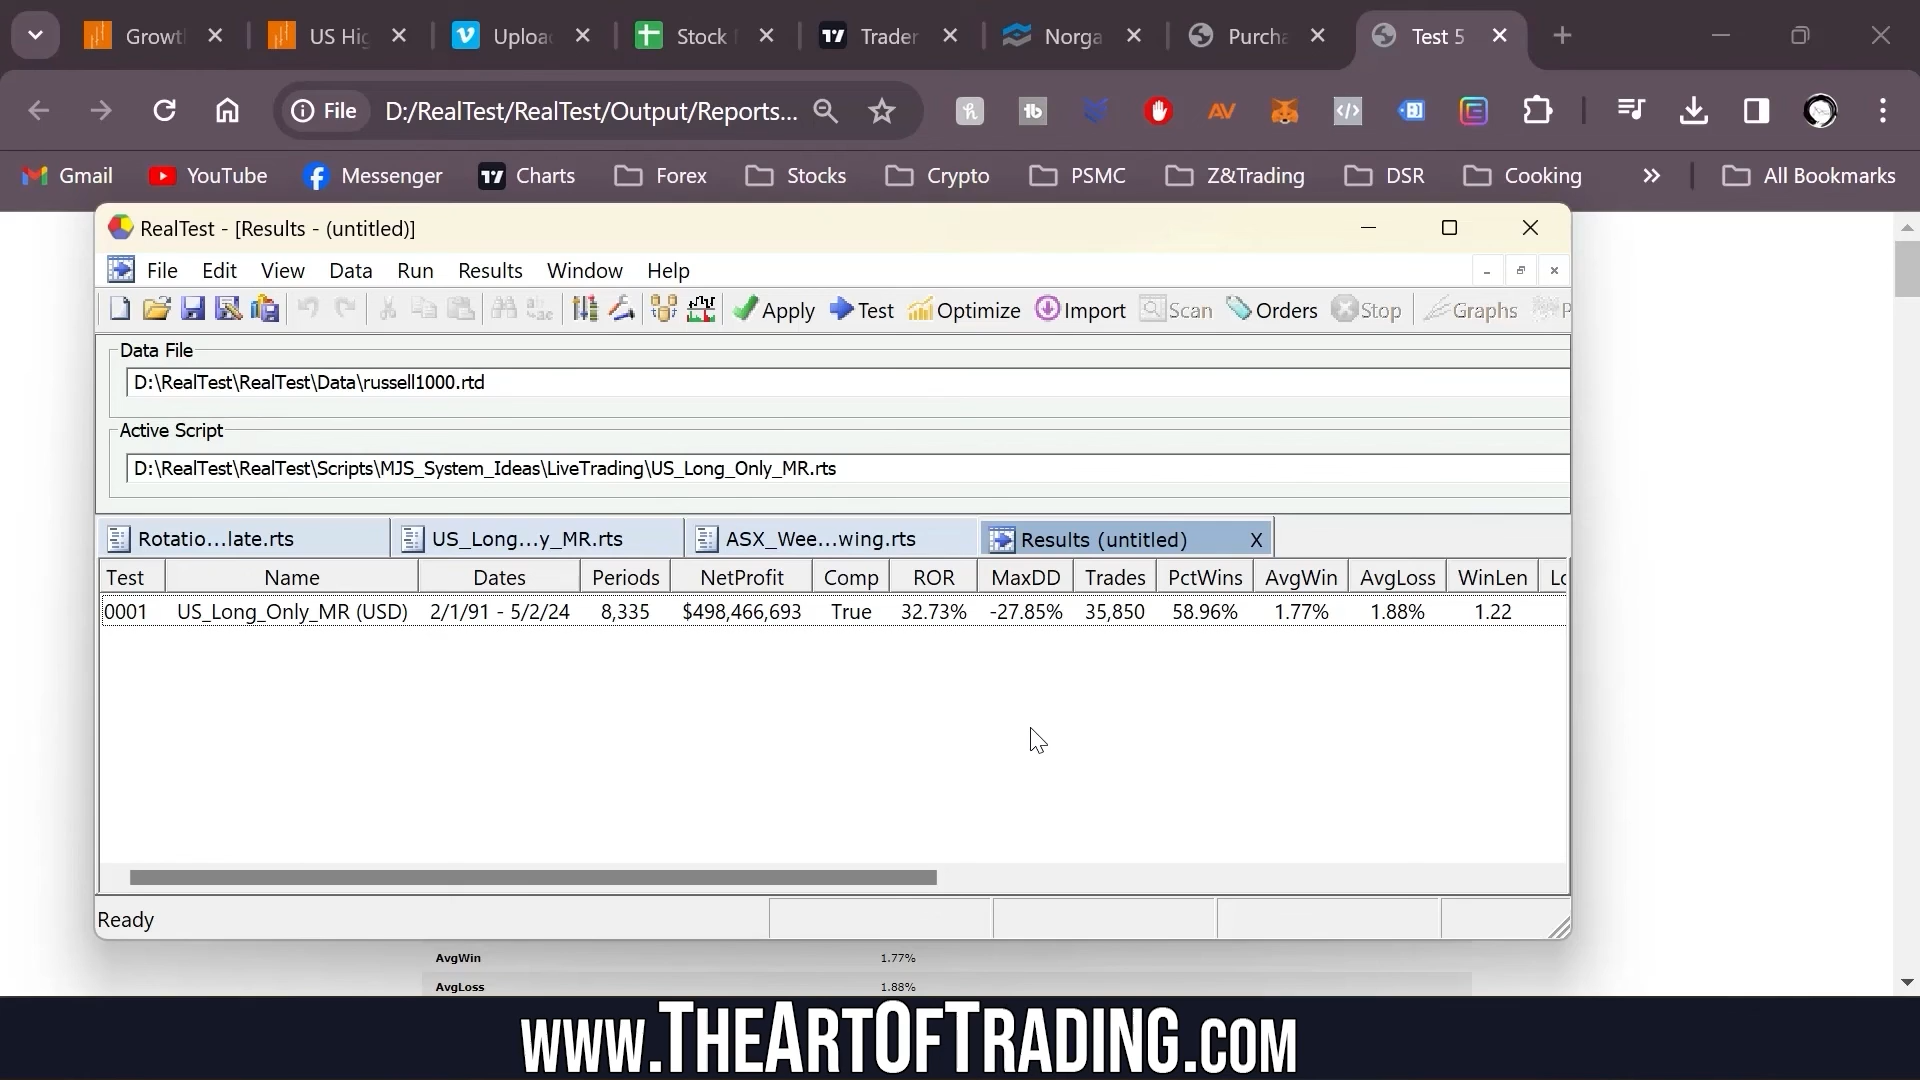 Growt US Hig Uploa Stock Trader Norga Purcha Test 5
File D:/RealTest/RealTest/Output/Reports...
Gmail YouTube Messenger Charts Forex Stocks Crypto PSMC Z&Trading DSR Cooking » All Bookmarks
RealTest - [Results - (untitled)]
File Edit View Data Run Results Window Help
Apply Test Optimize Import Scan Orders Stop Graphs P
Data File
D:\RealTest\RealTest\Data\russell1000.rtd
Active Script
D:\RealTest\RealTest\Scripts\MJS_System_Ideas\LiveTrading\US_Long_Only_MR.rts
Rotatio...late.rts US_Long...y_MR.rts ASX_Wee...wing.rts Results (untitled) X
Test Name Dates Periods NetProfit Comp ROR MaxDD Trades PctWins AvgWin AvgLoss WinLen Lo
0001 US_Long_Only_MR (USD) 2/1/91 - 5/2/24 8,335 $498,466,693 True 32.73% -27.85% 35,850 58.96% 1.77% 1.88% 1.22
Ready
AvgWin 1.77%
AvgLoss 1.88%
www.TheArtOfTrading.com